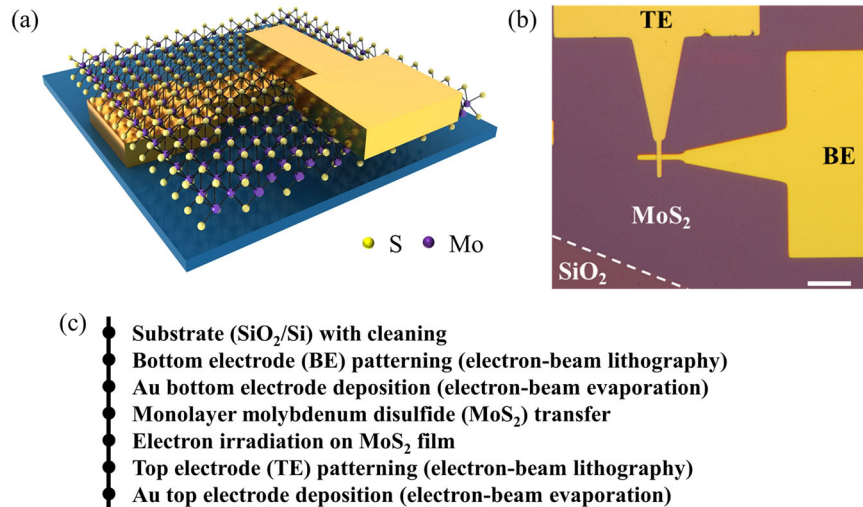 (a)
S
Mo
(b)
TE
BE
MoS₂
SiO₂
(c)
Substrate (SiO₂/Si) with cleaning
Bottom electrode (BE) patterning (electron-beam lithography)
Au bottom electrode deposition (electron-beam evaporation)
Monolayer molybdenum disulfide (MoS₂) transfer
Electron irradiation on MoS₂ film
Top electrode (TE) patterning (electron-beam lithography)
Au top electrode deposition (electron-beam evaporation)